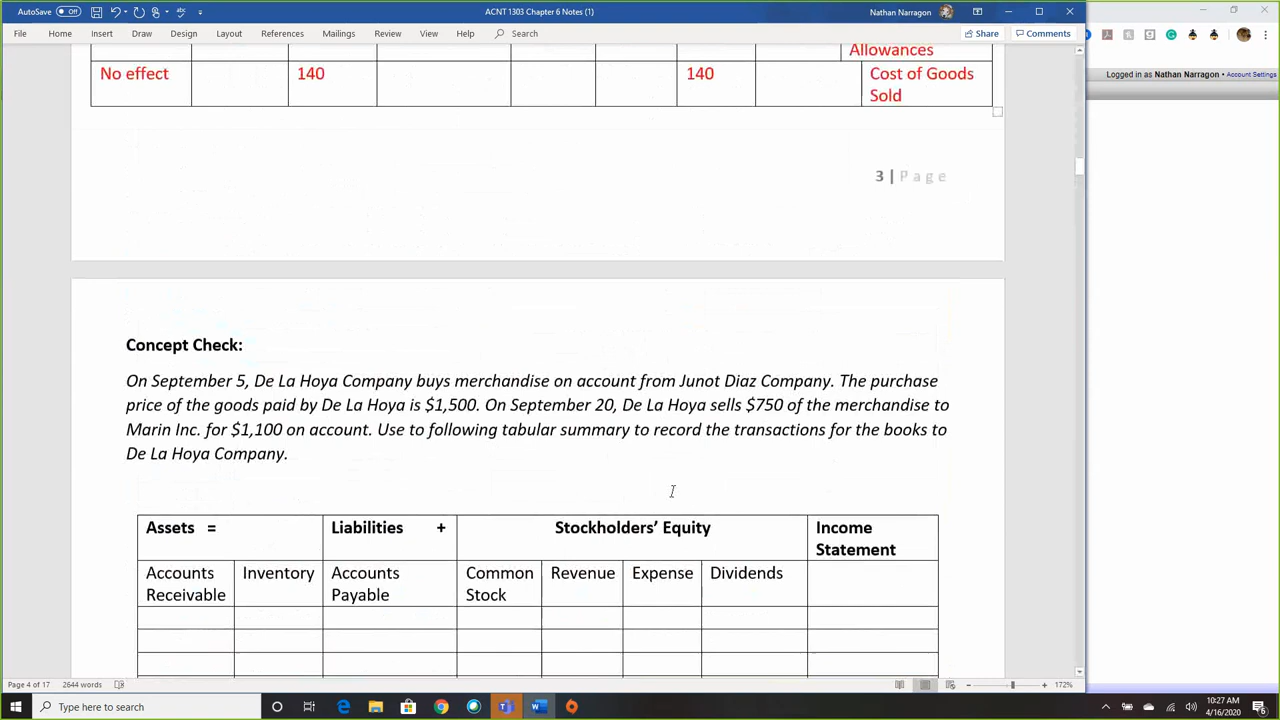 AutoSave Off
ACNT 1303 Chapter 6 Notes (1)
Nathan Narragon
File Home Insert Draw Design Layout References Mailings Review View Help Search
Share Comments
Logged in as Nathan Narragon • Account Settings
Allowances
No effect 140 140 Cost of Goods
Sold
3 | Page
Concept Check:
On September 5, De La Hoya Company buys merchandise on account from Junot Diaz Company. The purchase
price of the goods paid by De La Hoya is $1,500. On September 20, De La Hoya sells $750 of the merchandise to
Marin Inc. for $1,100 on account. Use to following tabular summary to record the transactions for the books to
De La Hoya Company.
Assets = Liabilities + Stockholders’ Equity Income
Statement
Accounts Inventory Accounts Common Revenue Expense Dividends
Receivable Payable Stock
Page 4 of 17 2644 words
172%
Type here to search
10:27 AM
4/16/2020
6